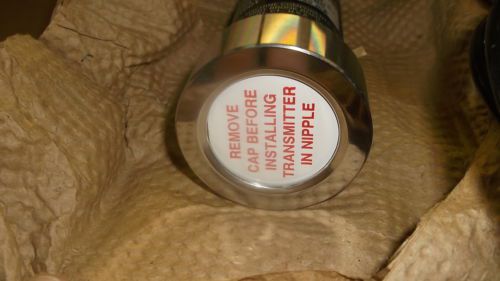 REMOVE
CAP BEFORE
INSTALLING
TRANSMITTER
IN NIPPLE